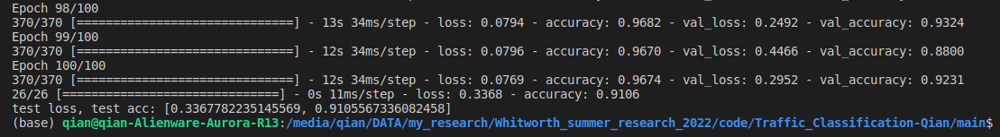 Epoch 98/100
370/370 [==============================] - 13s 34ms/step - loss: 0.0794 - accuracy: 0.9682 - val_loss: 0.2492 - val_accuracy: 0.9324
Epoch 99/100
370/370 [==============================] - 12s 34ms/step - loss: 0.0796 - accuracy: 0.9670 - val_loss: 0.4466 - val_accuracy: 0.8800
Epoch 100/100
370/370 [==============================] - 12s 34ms/step - loss: 0.0769 - accuracy: 0.9674 - val_loss: 0.2952 - val_accuracy: 0.9231
26/26 [==============================] - 0s 11ms/step - loss: 0.3368 - accuracy: 0.9106
test loss, test acc: [0.3367782235145569, 0.9105567336082458]
(base) qian@qian-Alienware-Aurora-R13:/media/qian/DATA/my_research/Whitworth_summer_research_2022/code/Traffic_Classification-Qian/main$